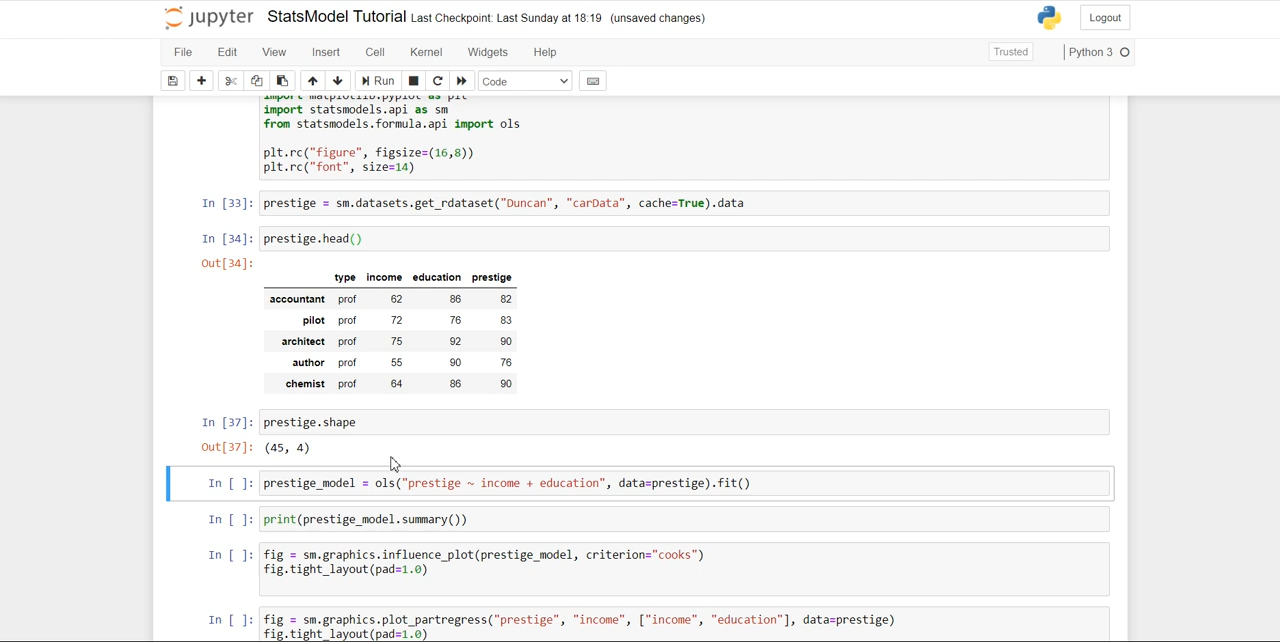 jupyter StatsModel Tutorial Last Checkpoint: Last Sunday at 18:19 (unsaved changes) Logout
File Edit View Insert Cell Kernel Widgets Help Trusted Python 3
Run Code
import matplotlib.pyplot as plt
import statsmodels.api as sm
from statsmodels.formula.api import ols
plt.rc("figure", figsize=(16,8))
plt.rc("font", size=14)
In [33]: prestige = sm.datasets.get_rdataset("Duncan", "carData", cache=True).data
In [34]: prestige.head()
Out[34]:
type income education prestige
accountant prof 62 86 82
pilot prof 72 76 83
architect prof 75 92 90
author prof 55 90 76
chemist prof 64 86 90
In [37]: prestige.shape
Out[37]: (45, 4)
In [ ]: prestige_model = ols("prestige ~ income + education", data=prestige).fit()
In [ ]: print(prestige_model.summary())
In [ ]: fig = sm.graphics.influence_plot(prestige_model, criterion="cooks")
fig.tight_layout(pad=1.0)
In [ ]: fig = sm.graphics.plot_partregress("prestige", "income", ["income", "education"], data=prestige)
fig.tight_layout(pad=1.0)